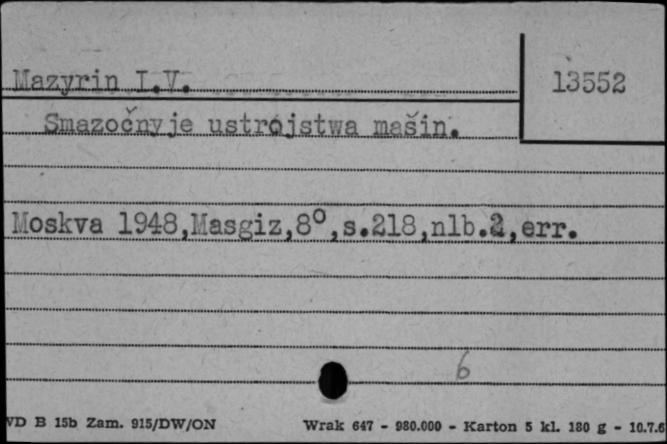 Mazyrin I.V. 13552
Smazočnyje ustrojstwa mašin.
Moskva 1948,Masgiz,8⁰,s.218,nlb.2,err.
6
VD B 15b Zam. 915/DW/ON Wrak 647 - 980.000 - Karton 5 kl. 180 g - 10.7.6